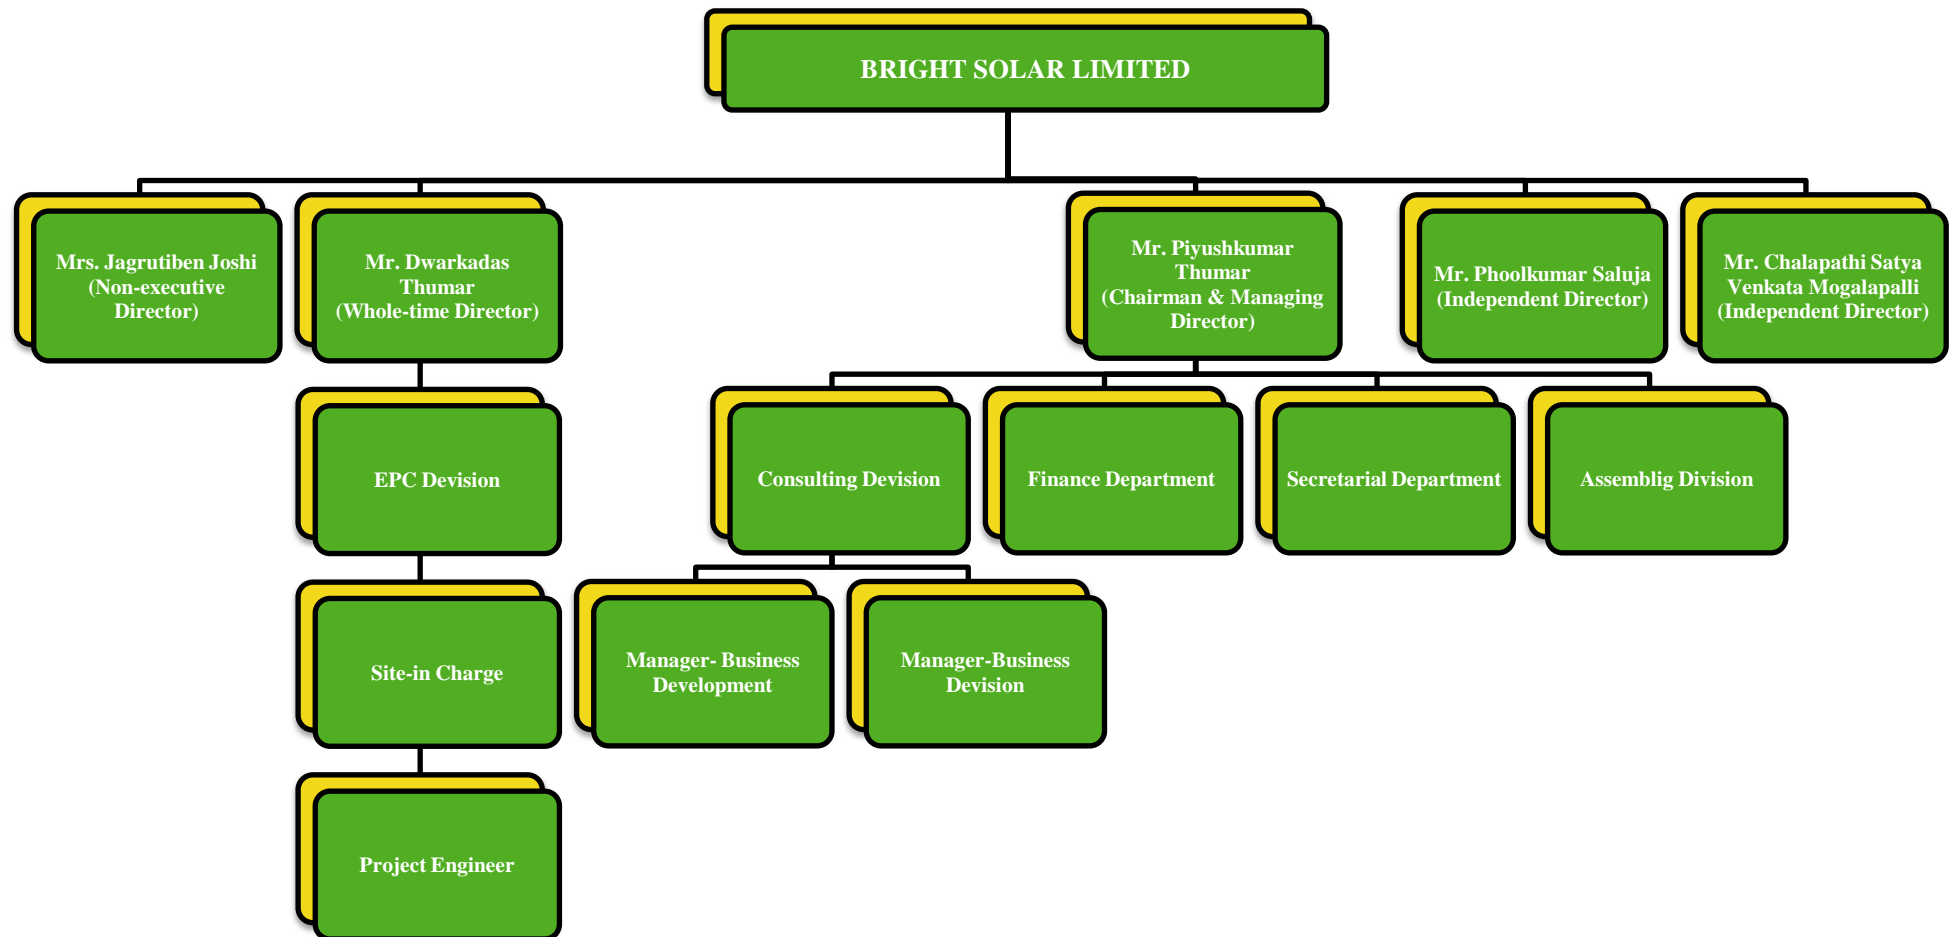 BRIGHT SOLAR LIMITED
Mrs. Jagrutiben Joshi
(Non-executive
Director)
Mr. Dwarkadas
Thumar
(Whole-time Director)
Mr. Piyushkumar
Thumar
(Chairman & Managing
Director)
Mr. Phoolkumar Saluja
(Independent Director)
Mr. Chalapathi Satya
Venkata Mogalapalli
(Independent Director)
EPC Devision
Consulting Devision
Finance Department
Secretarial Department
Assemblig Division
Site-in Charge
Manager- Business
Development
Manager-Business
Devision
Project Engineer